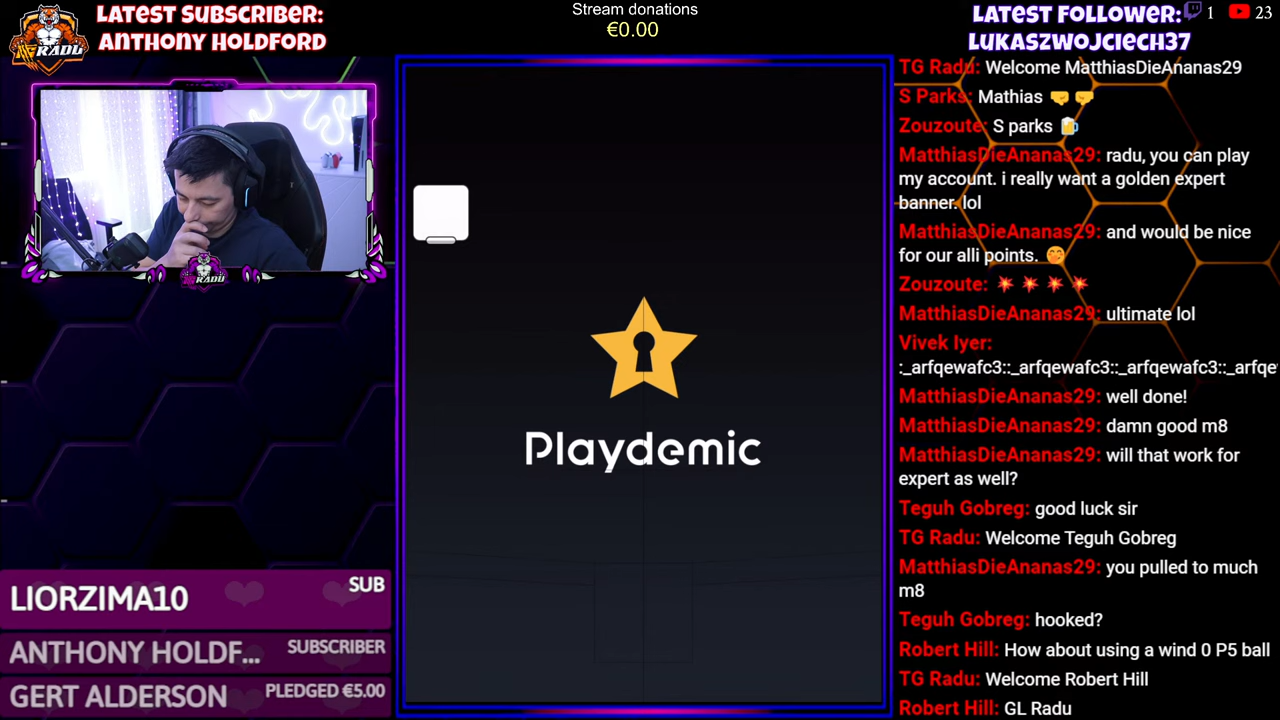 LATEST SUBSCRIBER:
ANTHONY HOLDFORD
RADU
Stream donations
€0.00
LATEST FOLLOWER:
1
23
LUKASZWOJCIECH37
RADU
Playdemic
LIORZIMA10
SUB
ANTHONY HOLDF...
SUBSCRIBER
GERT ALDERSON
PLEDGED €5.00
TG Radu: Welcome MatthiasDieAnanas29
S Parks: Mathias 🤜 🤛
Zouzoute: S parks 🍺
MatthiasDieAnanas29: radu, you can play
my account. i really want a golden expert
banner. lol
MatthiasDieAnanas29: and would be nice
for our alli points. 🤭
Zouzoute: 💥 💥 💥 💥
MatthiasDieAnanas29: ultimate lol
Vivek Iyer:
:_arfqewafc3::_arfqewafc3::_arfqewafc3::_arfqe
MatthiasDieAnanas29: well done!
MatthiasDieAnanas29: damn good m8
MatthiasDieAnanas29: will that work for
expert as well?
Teguh Gobreg: good luck sir
TG Radu: Welcome Teguh Gobreg
MatthiasDieAnanas29: you pulled to much
m8
Teguh Gobreg: hooked?
Robert Hill: How about using a wind 0 P5 ball
TG Radu: Welcome Robert Hill
Robert Hill: GL Radu